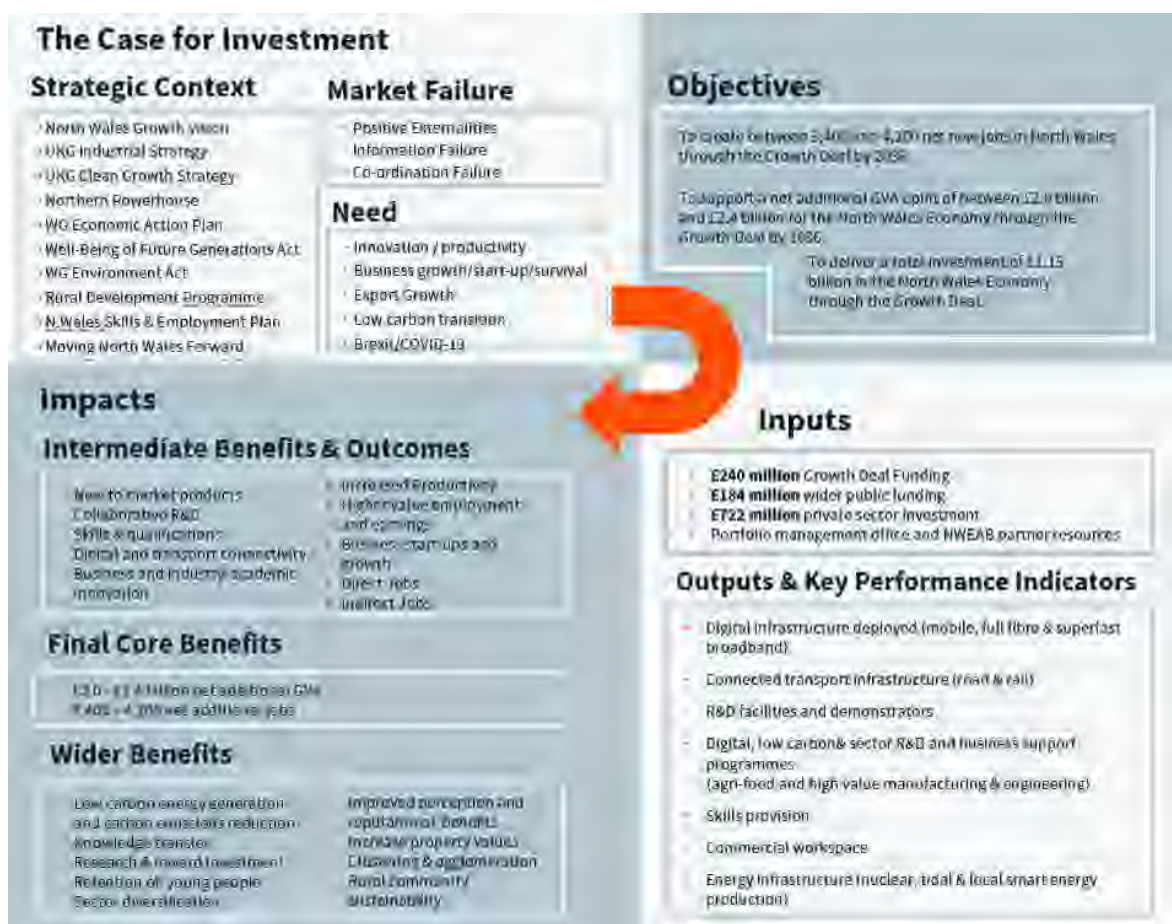 The Case for Investment
Strategic Context
North Wales Growth Vision
UKG Industrial Strategy
UKG Clean Growth Strategy
Northern Powerhouse
WG Economic Action Plan
Well-Being of Future Generations Act
WG Environment Act
Rural Development Programme
N.Wales Skills & Employment Plan
Moving North Wales Forward
Market Failure
Positive Externalities
Information Failure
Co-ordination Failure
Need
Innovation / productivity
Business growth/start-up/survival
Export Growth
Low carbon transition
Brexit/COVID-19
Objectives
To create between net new jobs in North Wales
through the Growth Deal by
To support a net additional GVA uplift of between
and £2.4 billion for the North Wales Economy through the
Growth Deal by
To deliver a total investment of
billion in the North Wales Economy
through the Growth Deal.
Impacts
Intermediate Benefits & Outcomes
New to market products
Collaborative R&D
Skills & qualifications
Digital and transport connectivity
Business and industry-academic
innovation
Increased Productivity
Higher value employment
and earnings
Business start-ups and
growth
Direct Jobs
Indirect Jobs
Final Core Benefits
billion net additional GVA
net additional jobs
Wider Benefits
Low carbon energy generation
and carbon emissions reduction
Knowledge transfer
Research & inward investment
Retention of young people
Sector diversification
Improved perception and
reputational benefits
Increase property values
Clustering & agglomeration
Rural community
sustainability
Inputs
£240 million Growth Deal Funding
£184 million wider public funding
£722 million private sector investment
Portfolio management office and NWEAB partner resources
Outputs & Key Performance Indicators
- Digital infrastructure deployed (mobile, full fibre & superfast
broadband)
- Connected transport infrastructure (road & rail)
R&D facilities and demonstrators
- Digital, low carbon& sector R&D and business support
programmes
(agri-food and high value manufacturing & engineering)
- Skills provision
Commercial workspace
Energy infrastructure (nuclear, tidal & local smart energy
production)